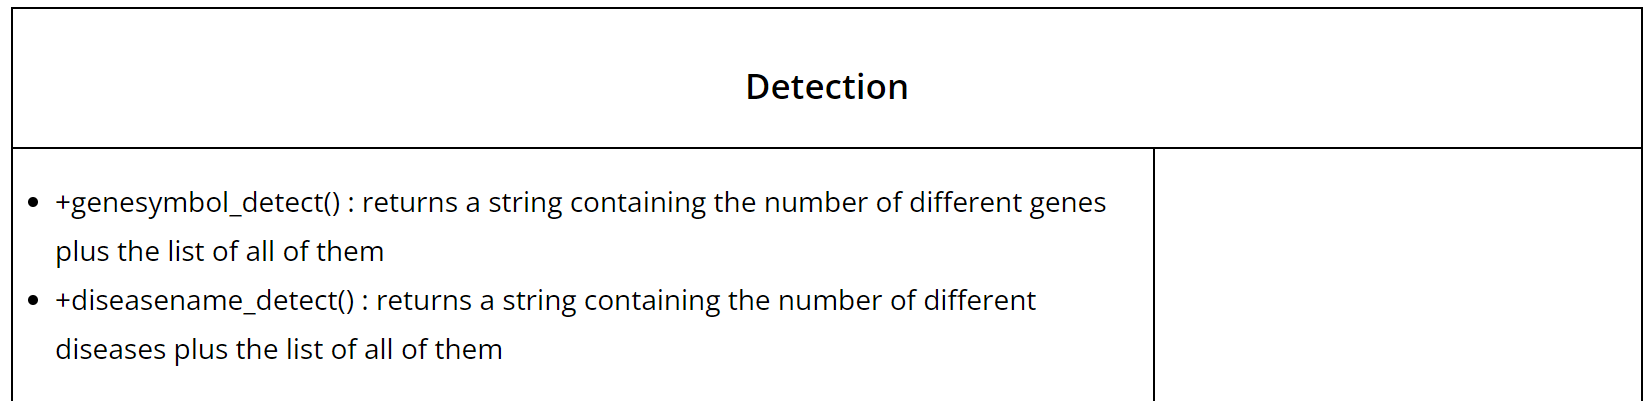 Detection
• +genesymbol_detect() : returns a string containing the number of different genes
plus the list of all of them
• +diseasename_detect() : returns a string containing the number of different
diseases plus the list of all of them